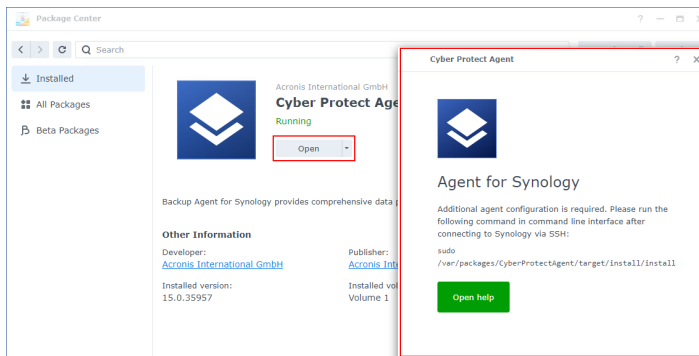 Package Center
Search
Installed
All Packages
Beta Packages
Acronis International GmbH
Cyber Protect Age
Running
Open
Backup Agent for Synology provides comprehensive data p
Other Information
Developer:
Publisher:
Acronis International GmbH
Acronis Inte
Installed version:
Installed vol
15.0.35957
Volume 1
Cyber Protect Agent
Agent for Synology
Additional agent configuration is required. Please run the
following command in command line interface after
connecting to Synology via SSH:
sudo
/var/packages/CyberProtectAgent/target/install/install
Open help